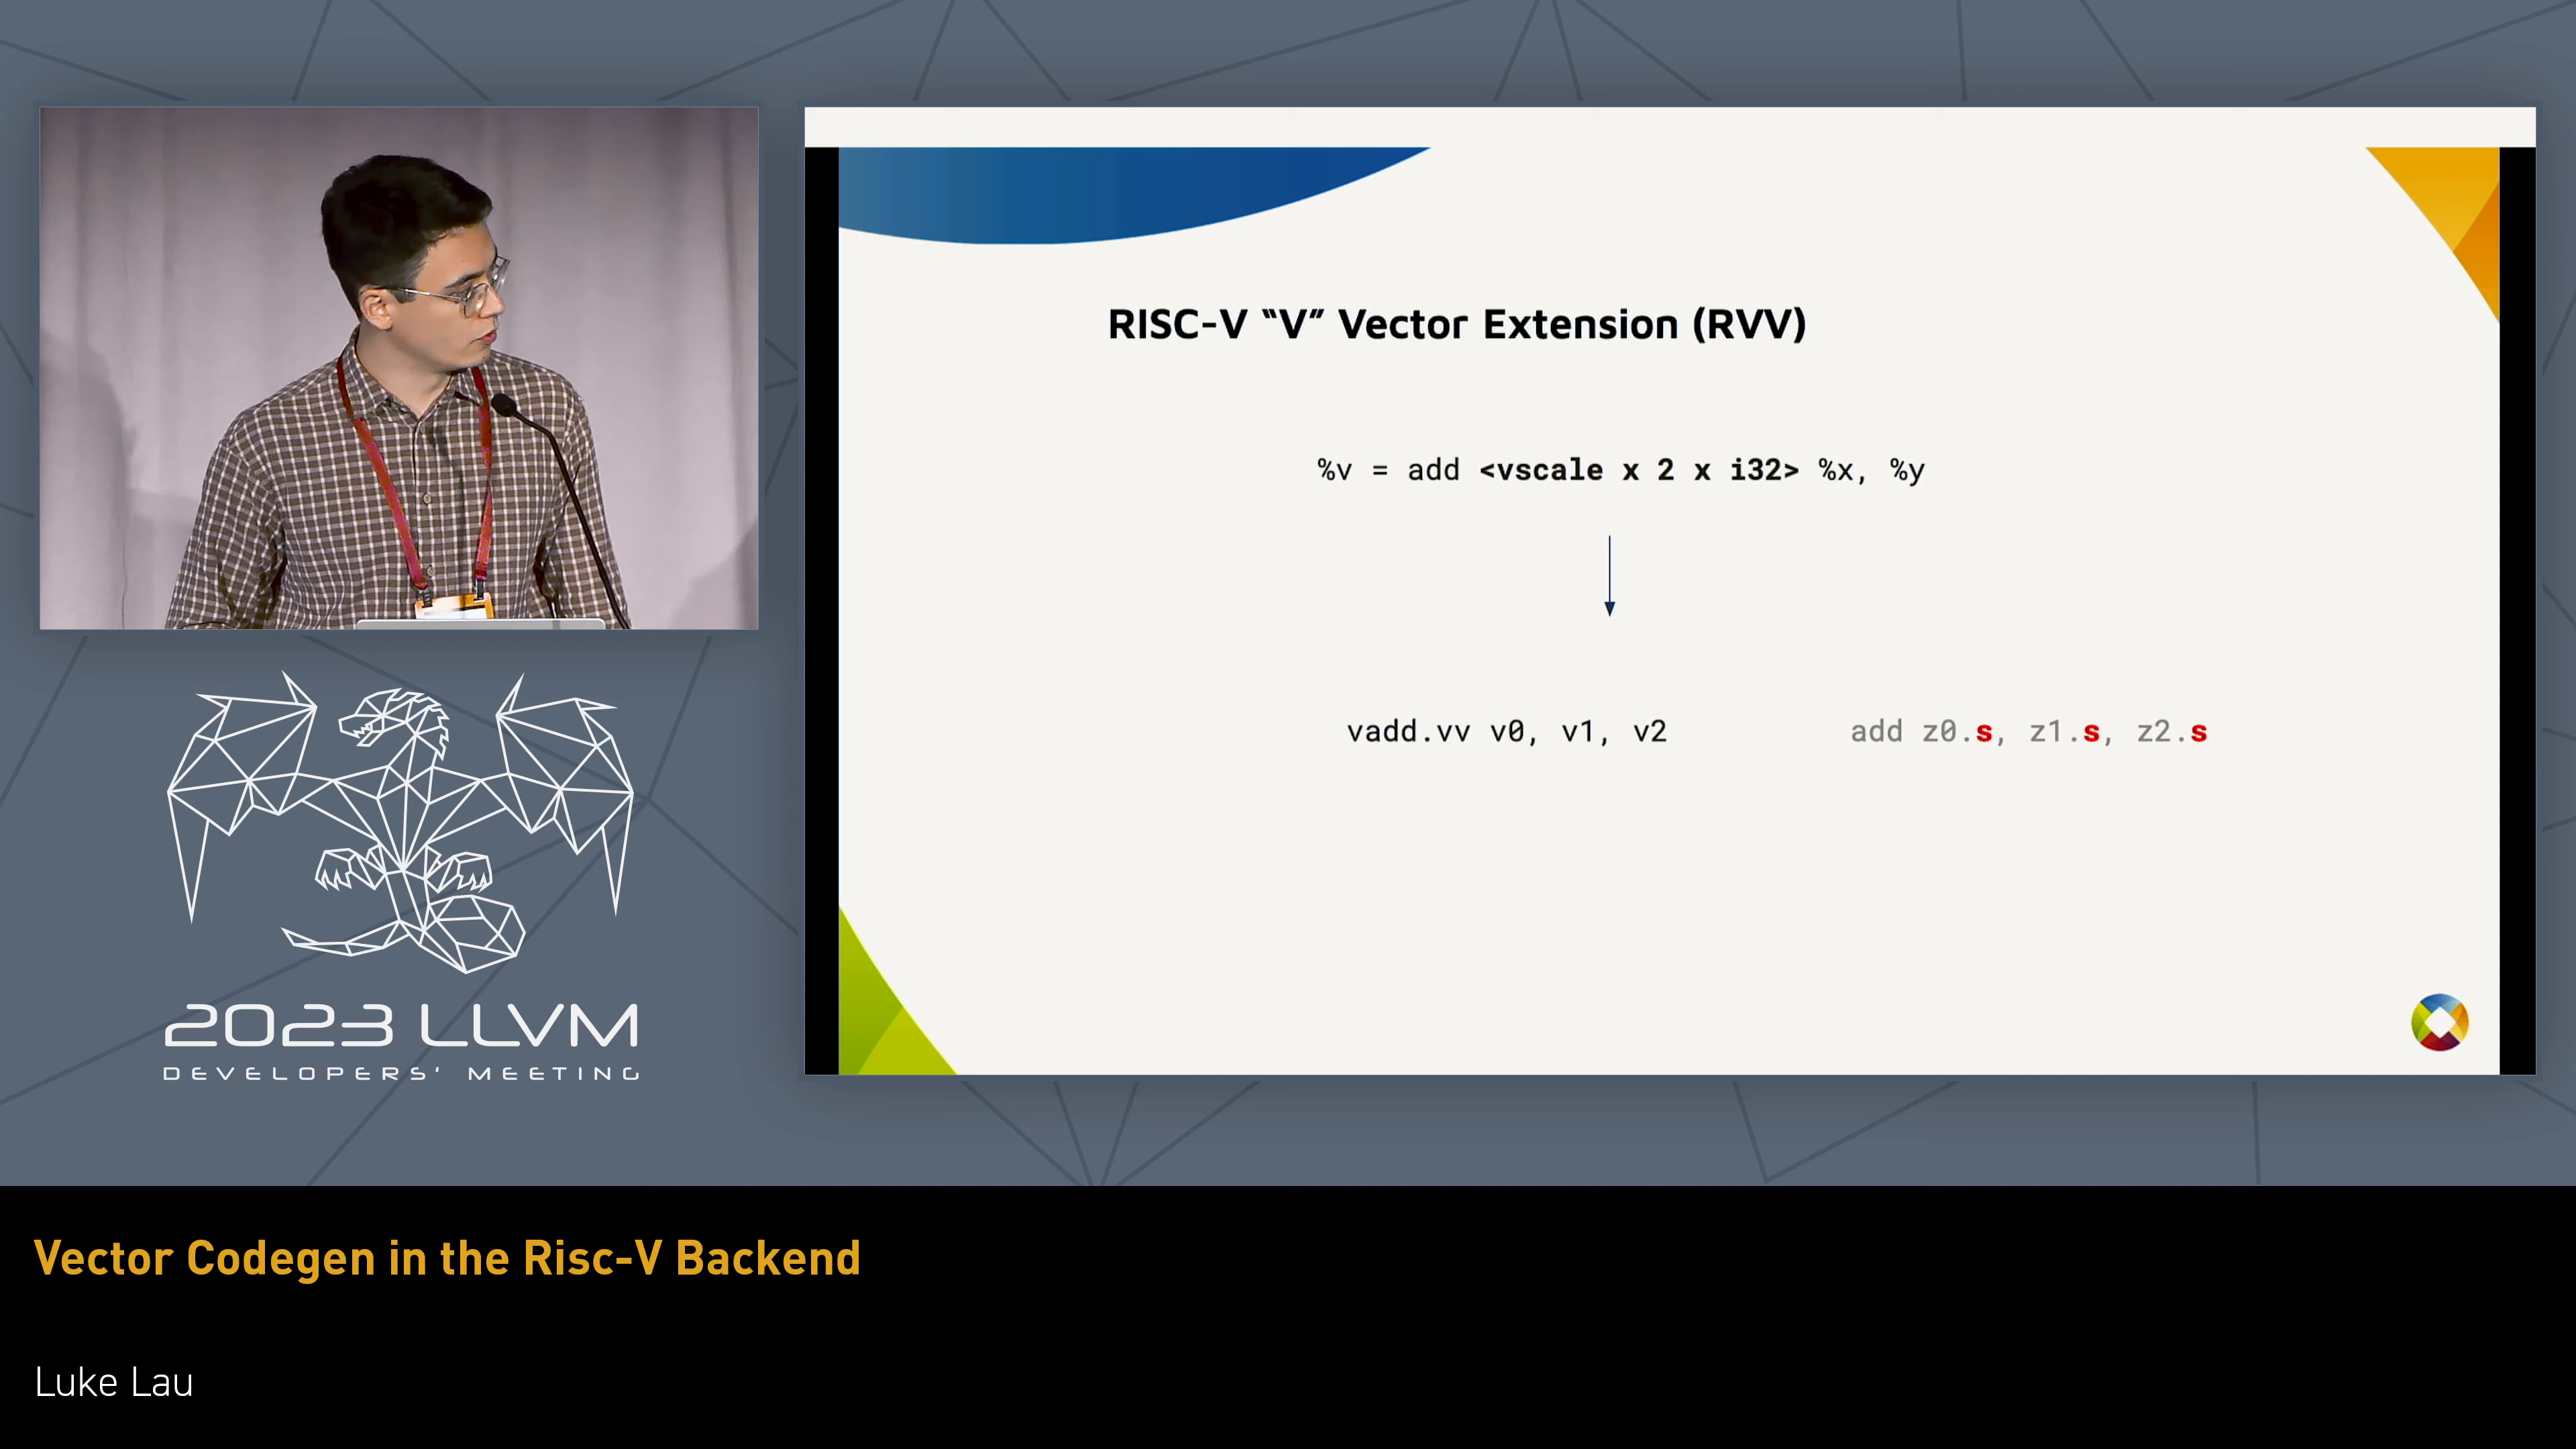 RISC-V “V” Vector Extension (RVV)
%v = add <vscale x 2 x i32> %x, %y
vadd.vv v0, v1, v2
add z0.s, z1.s, z2.s
2023 LLVM
DEVELOPERS' MEETING
Vector Codegen in the Risc-V Backend
Luke Lau